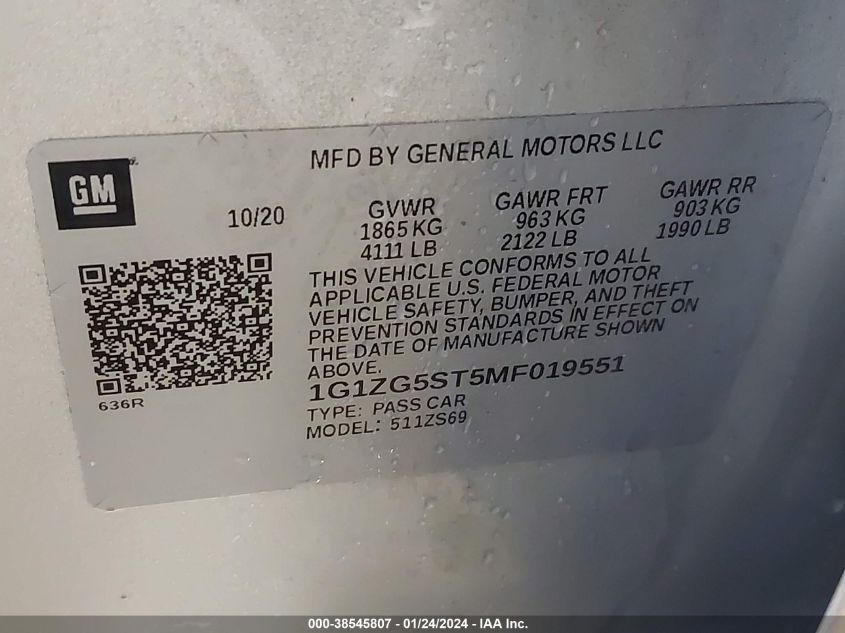 GM
MFD BY GENERAL MOTORS LLC
10/20
GVWR
1865 KG
4111 LB
GAWR FRT
963 KG
2122 LB
GAWR RR
903 KG
1990 LB
THIS VEHICLE CONFORMS TO ALL
APPLICABLE U.S. FEDERAL MOTOR
VEHICLE SAFETY, BUMPER, AND THEFT
PREVENTION STANDARDS IN EFFECT ON
THE DATE OF MANUFACTURE SHOWN
ABOVE.
1G1ZG5ST5MF019551
TYPE: PASS CAR
MODEL: 511ZS69
636R
000-38545807 - 01/24/2024 - IAA Inc.